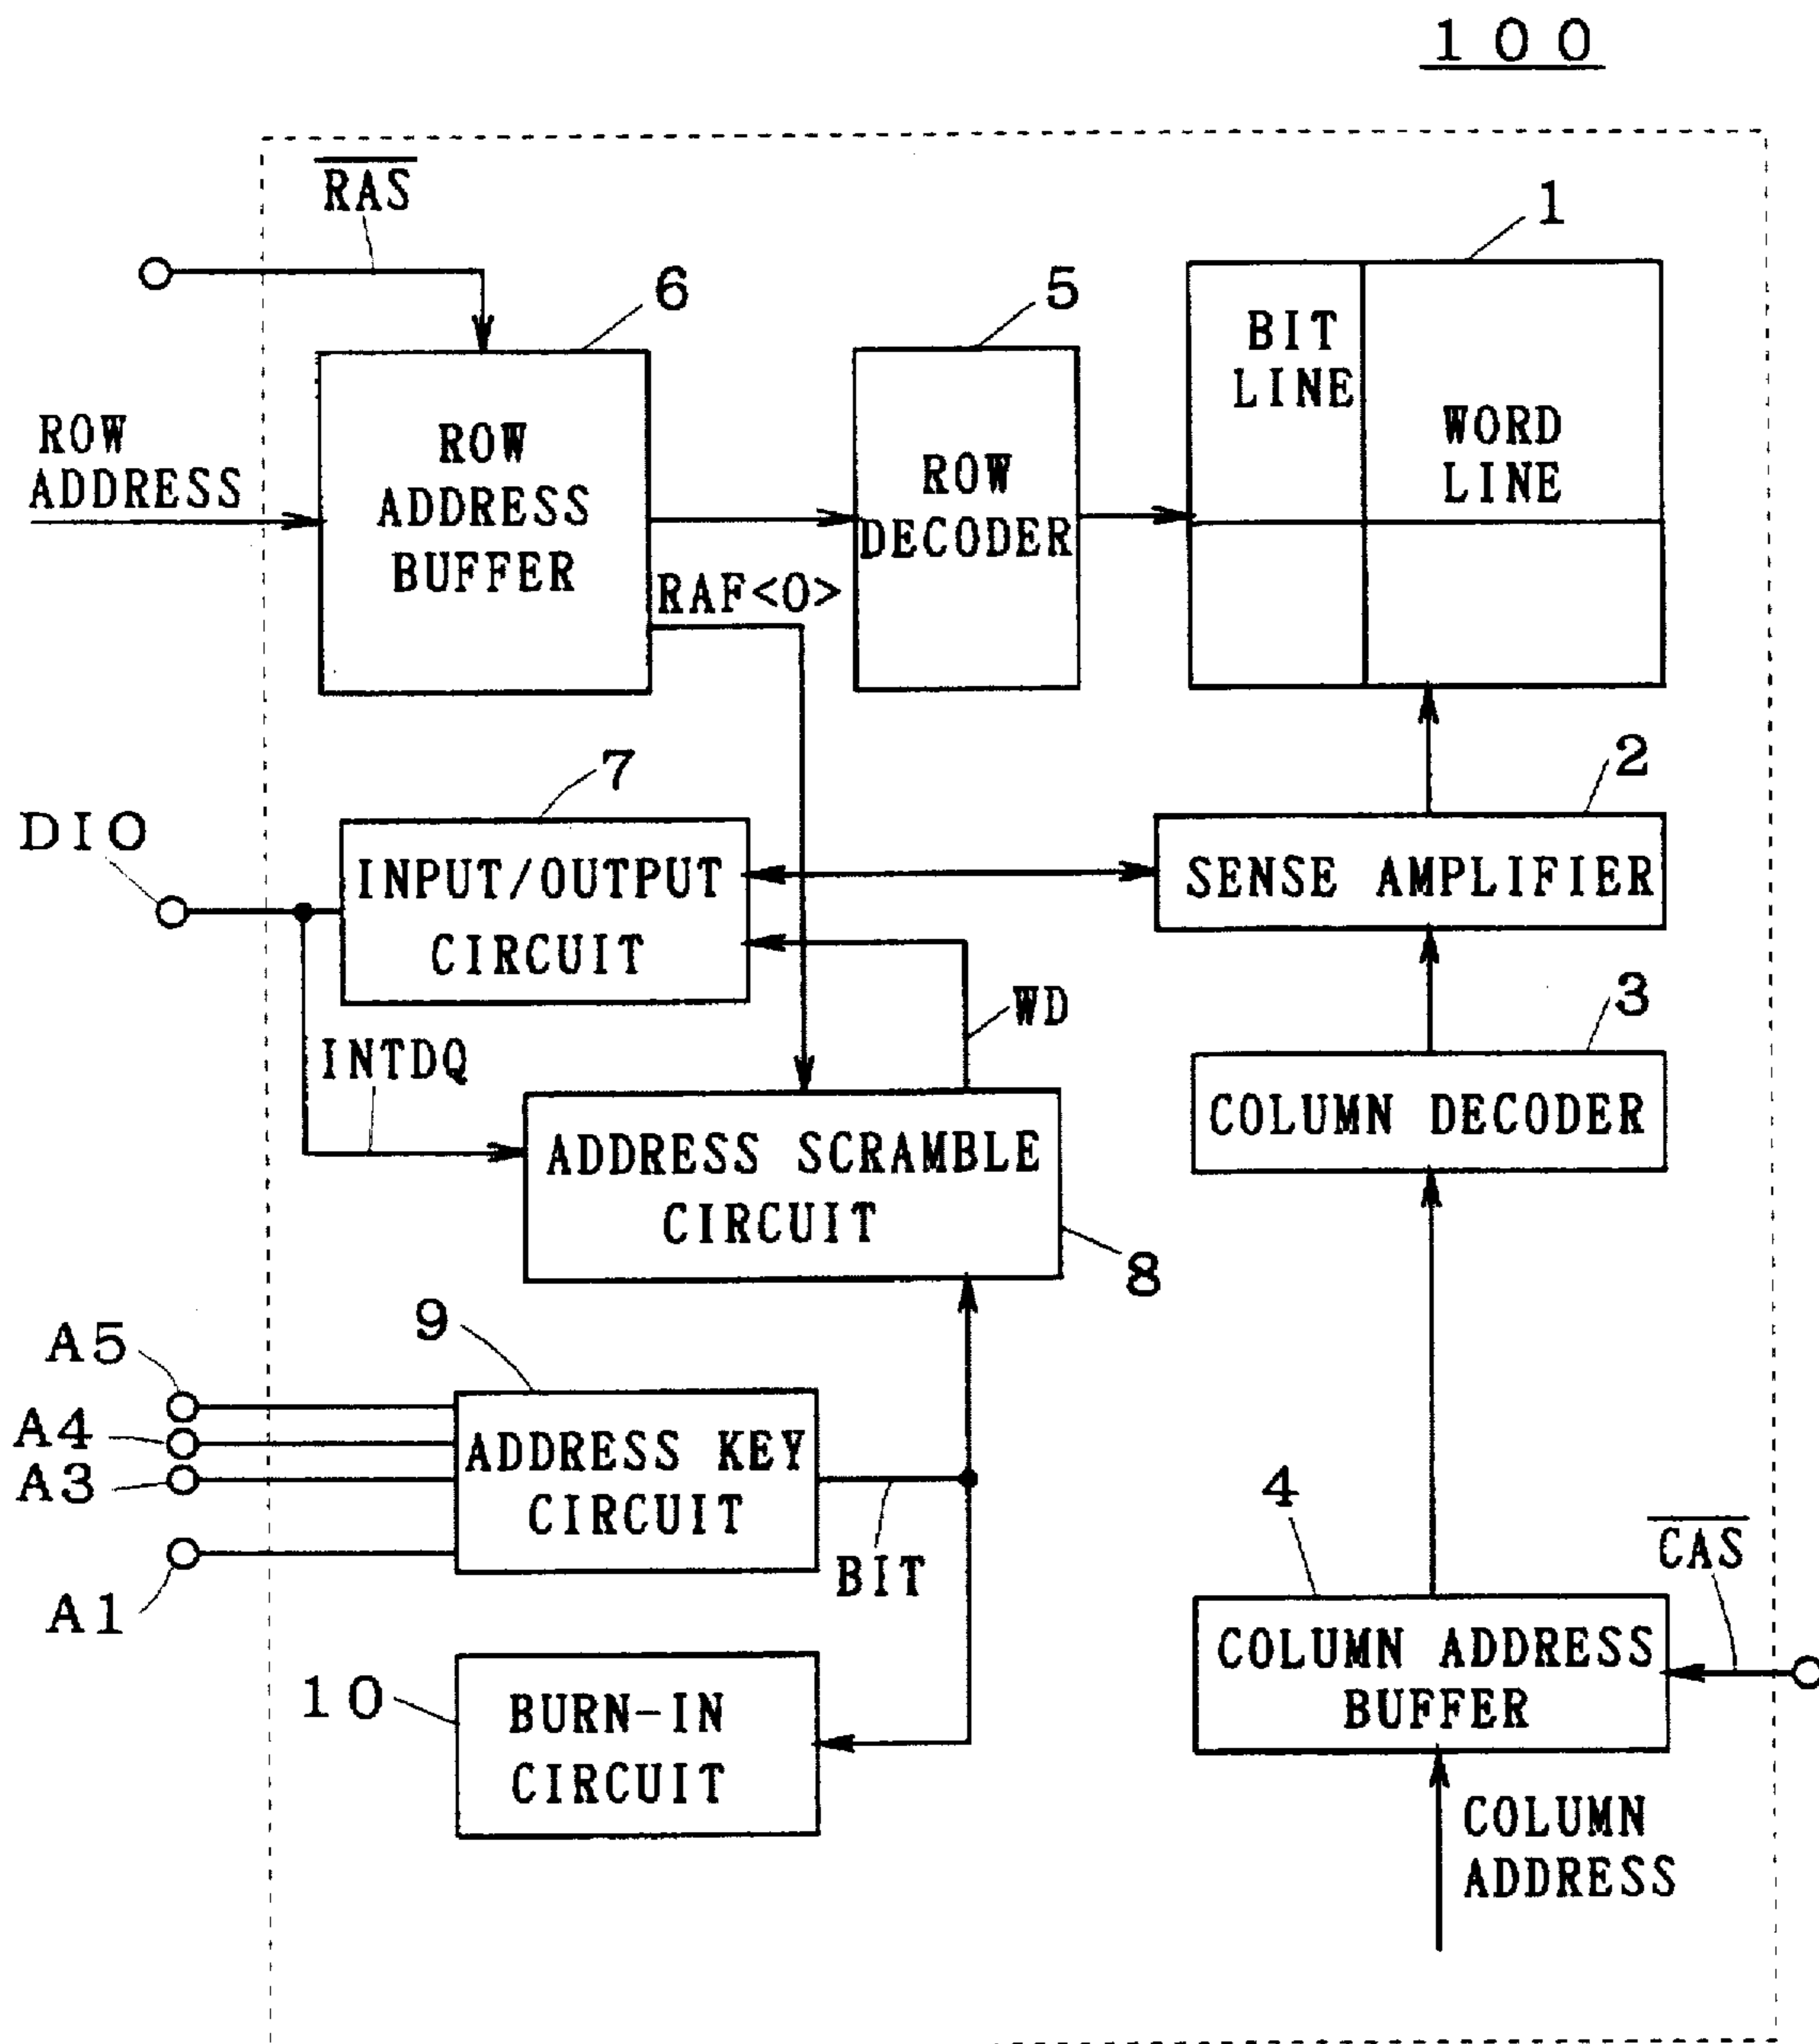 100
RAS
1
6
5
BIT
LINE
ROW
ADDRESS
ROW
ADDRESS
BUFFER
ROW
DECODER
WORD
LINE
RAF<0>
7
2
DIO
INPUT/OUTPUT
CIRCUIT
SENSE AMPLIFIER
3
WD
INTDQ
COLUMN DECODER
ADDRESS SCRAMBLE
CIRCUIT
8
9
A5
A4
A3
A1
ADDRESS KEY
CIRCUIT
BIT
4
CAS
COLUMN ADDRESS
BUFFER
10
BURN-IN
CIRCUIT
COLUMN
ADDRESS